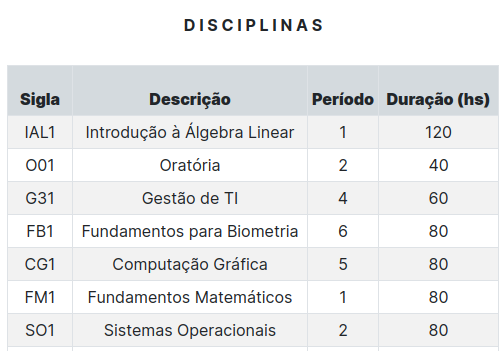 DISCIPLINAS
Sigla Descrição Período Duração (hs)
IAL1 Introdução à Álgebra Linear 1 120
O01 Oratória 2 40
G31 Gestão de TI 4 60
FB1 Fundamentos para Biometria 6 80
CG1 Computação Gráfica 5 80
FM1 Fundamentos Matemáticos 1 80
SO1 Sistemas Operacionais 2 80